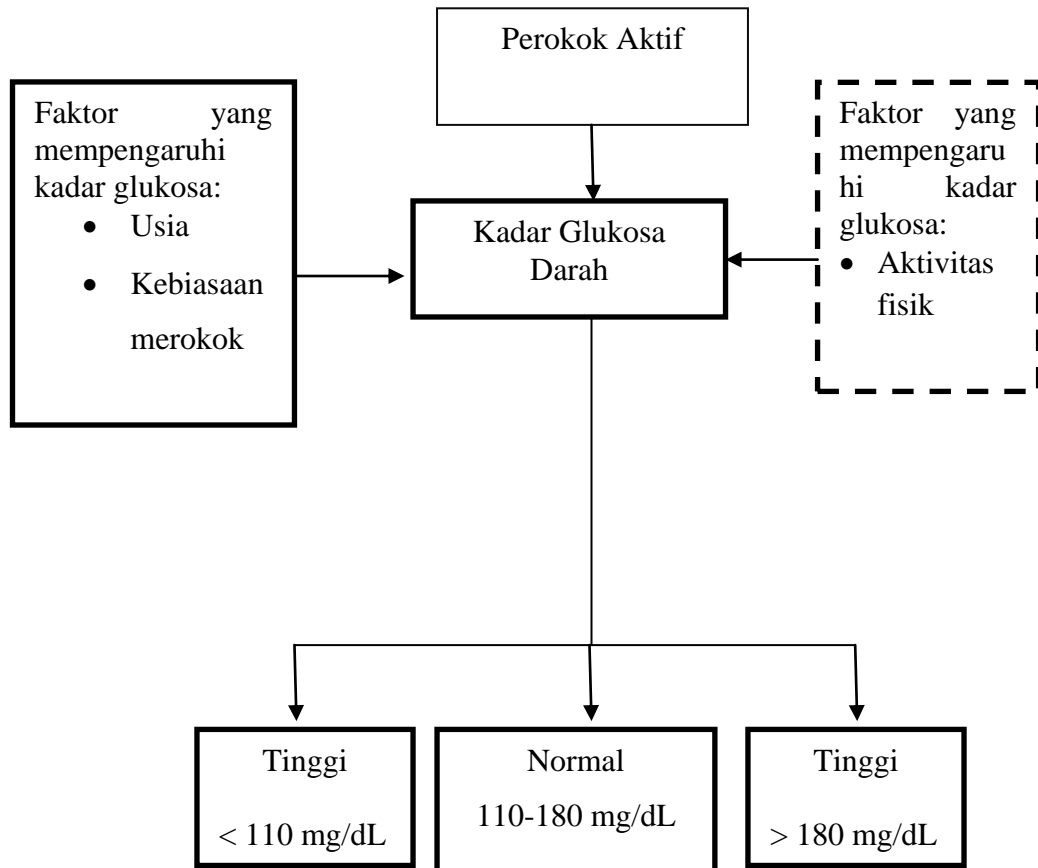 Perokok Aktif
Faktor yang
mempengaruhi
kadar glukosa:
• Usia
• Kebiasaan
merokok
Faktor yang
mempengaru
hi kadar
glukosa:
• Aktivitas
fisik
Kadar Glukosa
Darah
Tinggi
< 110 mg/dL
Normal
110-180 mg/dL
Tinggi
> 180 mg/dL